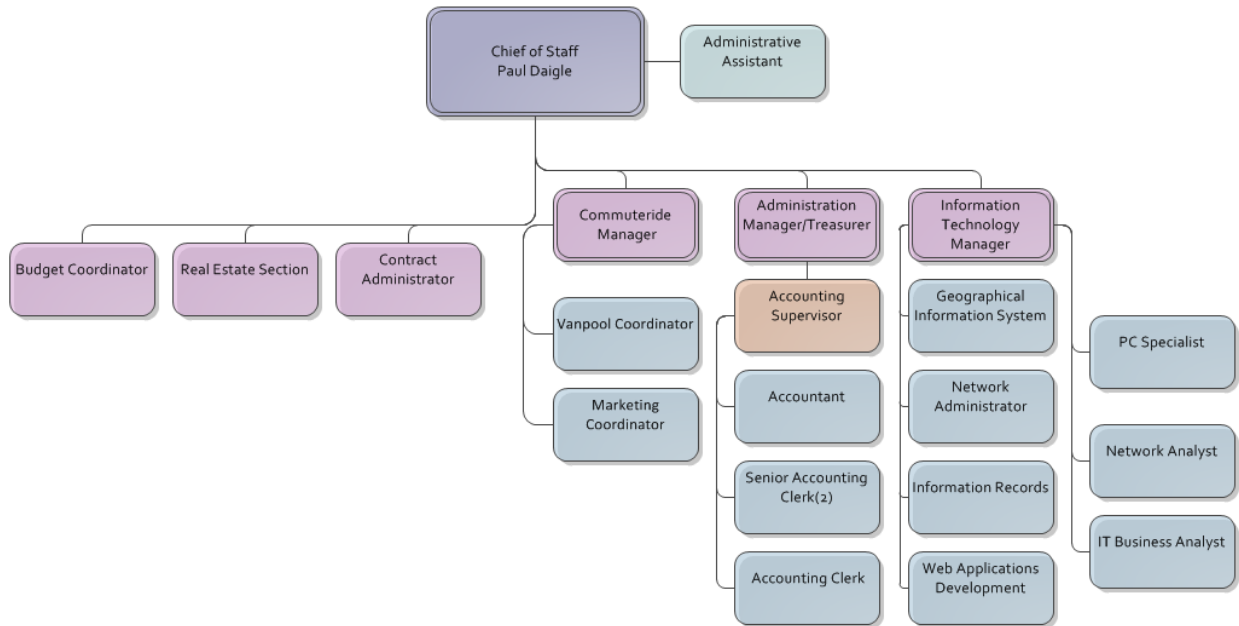 Chief of Staff
Paul Daigle
Administrative
Assistant
Budget Coordinator
Real Estate Section
Contract
Administrator
Commuteride
Manager
Administration
Manager/Treasurer
Information
Technology
Manager
Vanpool Coordinator
Marketing
Coordinator
Accounting
Supervisor
Accountant
Senior Accounting
Clerk(2)
Accounting Clerk
Geographical
Information System
Network
Administrator
Information Records
Web Applications
Development
PC Specialist
Network Analyst
IT Business Analyst